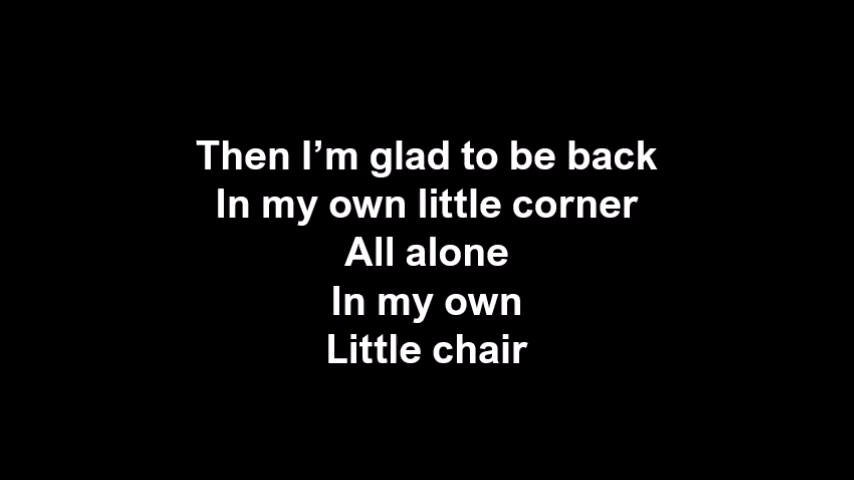 Then I’m glad to be back
In my own little corner
All alone
In my own
Little chair